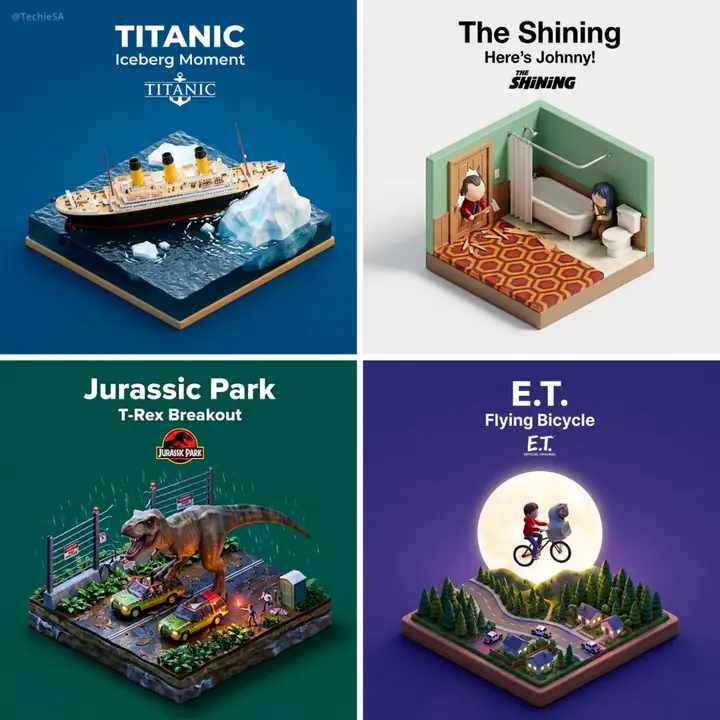 @TechieSA
TITANIC
Iceberg Moment
TITANIC
The Shining
Here's Johnny!
THE
SHiNiNG
Jurassic Park
T-Rex Breakout
JURASSIC PARK
E.T.
Flying Bicycle
E.T.